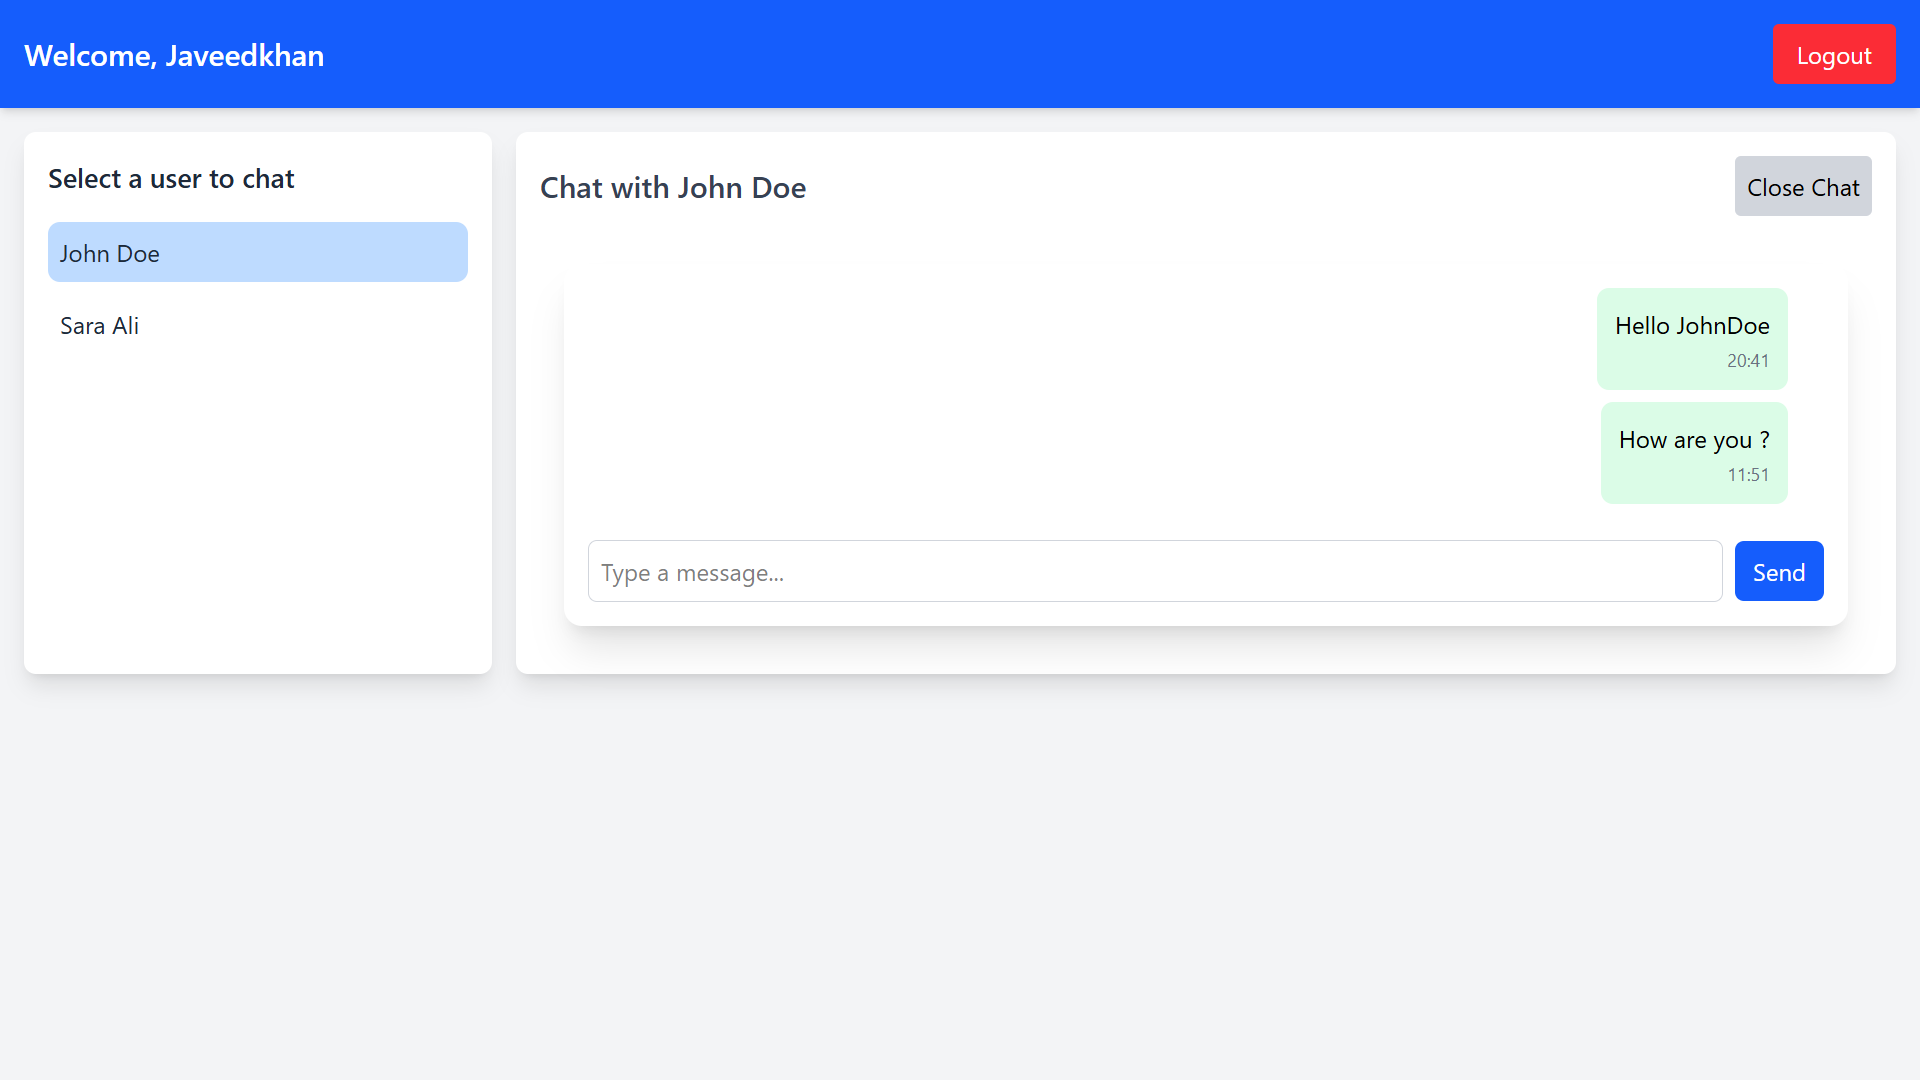 Welcome, Javeedkhan
Logout
Select a user to chat
John Doe
Sara Ali
Chat with John Doe
Close Chat
Hello JohnDoe
20:41
How are you ?
11:51
Type a message...
Send